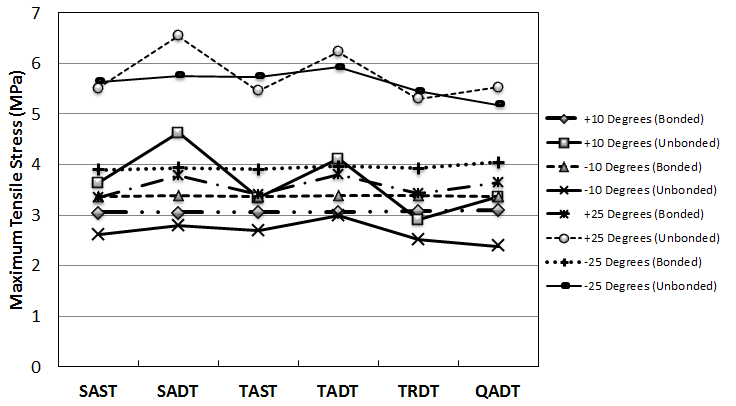 7
6
5
4
3
2
1
0
Maximum Tensile Stress (MPa)
SAST SADT TAST TADT TRDT QADT
+10 Degrees (Bonded)
+10 Degrees (Unbonded)
-10 Degrees (Bonded)
-10 Degrees (Unbonded)
+25 Degrees (Bonded)
+25 Degrees (Unbonded)
-25 Degrees (Bonded)
-25 Degrees (Unbonded)